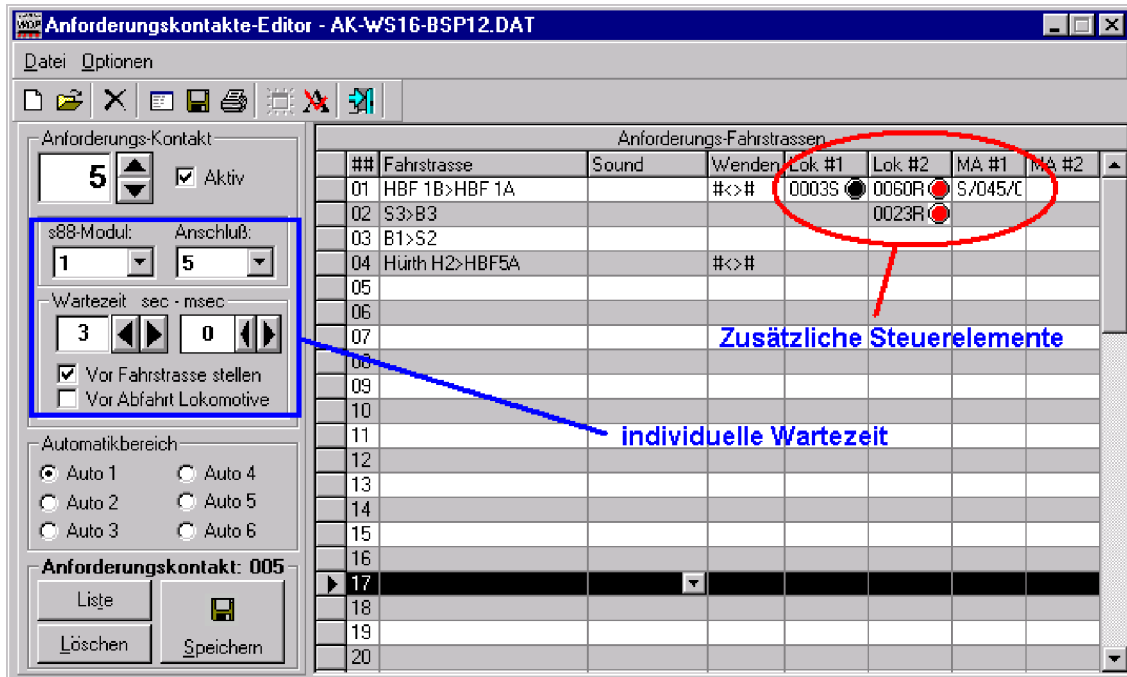 Anforderungskontakte-Editor - AK-WS16-BSP12.DAT
Datei Optionen
Anforderungs-Kontakt
5
Aktiv
s88-Modul: Anschluß:
1 5
Wartezeit sec - msec
3 0
Vor Fahrstrasse stellen
Vor Abfahrt Lokomotive
Automatikbereich
Auto 1 Auto 4
Auto 2 Auto 5
Auto 3 Auto 6
Anforderungskontakt: 005
Liste
Löschen
Speichern
Anforderungs-Fahrstrassen
## Fahrstrasse Sound Wenden Lok #1 Lok #2 MA #1 MA #2
01 HBF 1B>HBF 1A #<># 0003S 0060R S/045/
02 S3>B3 0023R
03 B1>S2
04 Hürth H2>HBF5A #<>#
05
06
07
08
09
10
11
12
13
14
15
16
17
18
19
20
Zusätzliche Steuerelemente
individuelle Wartezeit